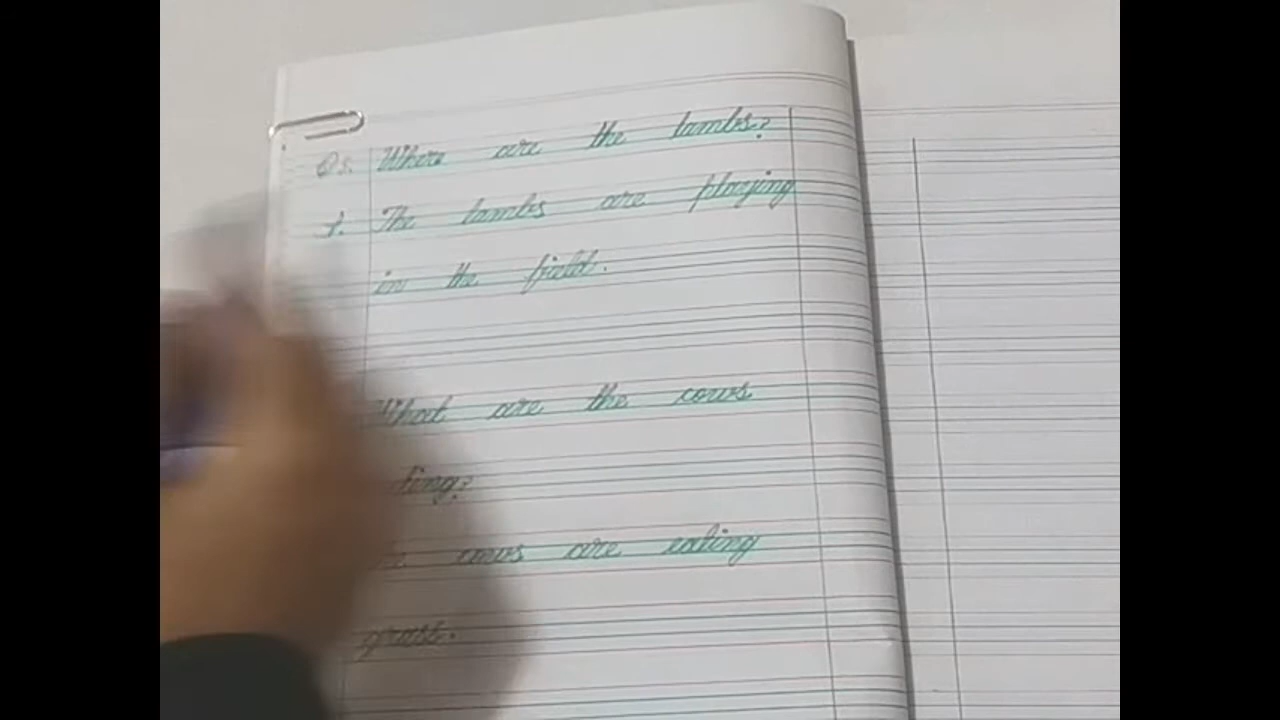 Q5. Where are the lambs?
A. The lambs are playing
in the field.
What are the cows
ting?
cows are eating
grass.